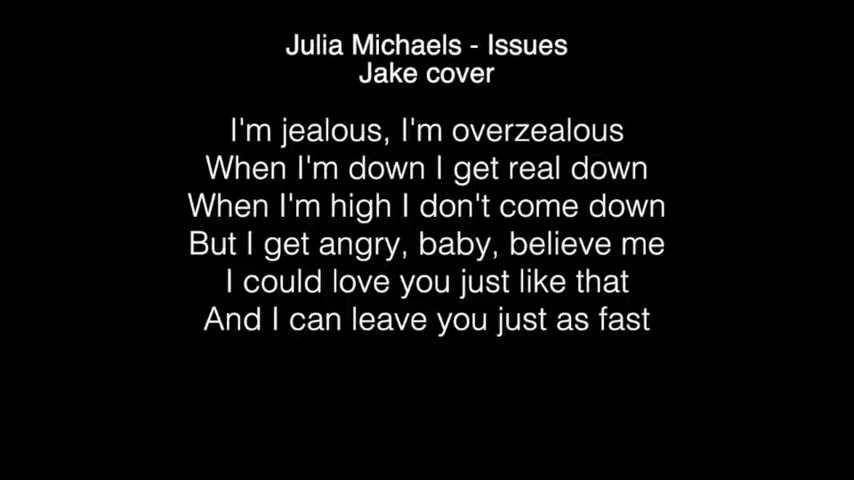 Julia Michaels - Issues
Jake cover
I'm jealous, I'm overzealous
When I'm down I get real down
When I'm high I don't come down
But I get angry, baby, believe me
I could love you just like that
And I can leave you just as fast